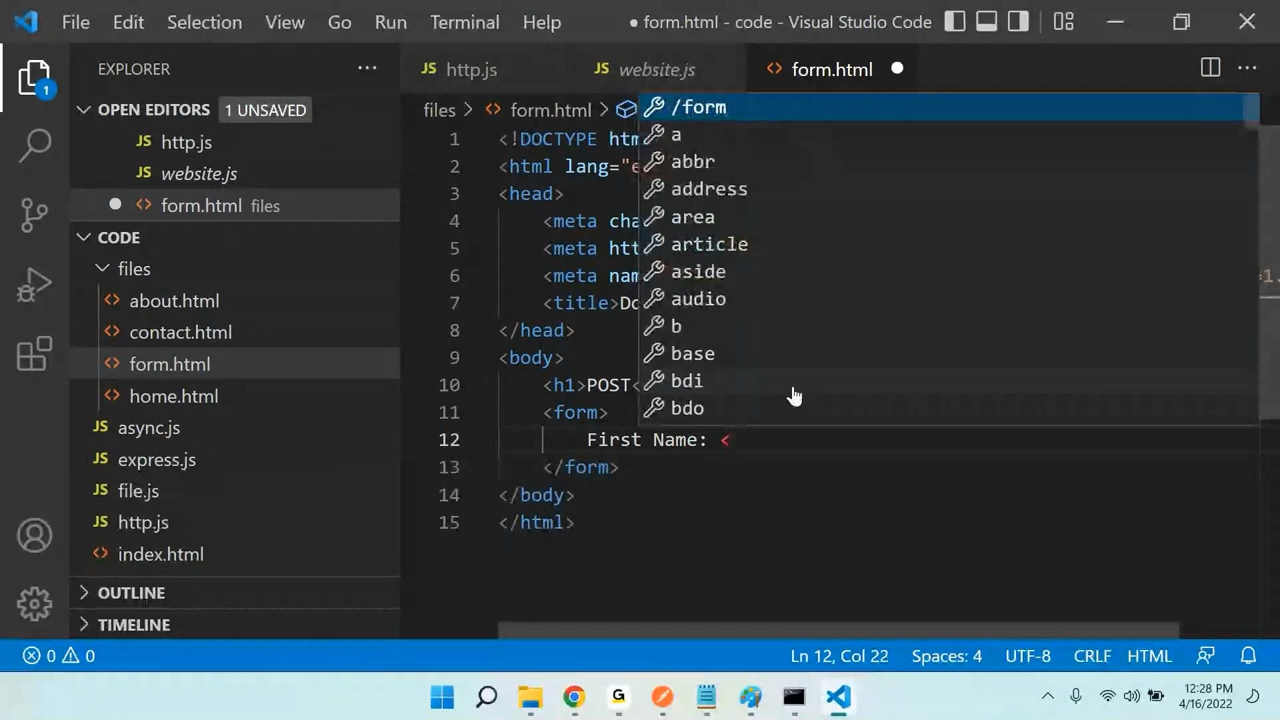 File Edit Selection View Go Run Terminal Help ● form.html - code - Visual Studio Code
EXPLORER ···
JS http.js JS website.js <> form.html ●
OPEN EDITORS 1 UNSAVED
JS http.js
JS website.js
● <> form.html files
CODE
files
<> about.html
<> contact.html
<> form.html
<> home.html
JS async.js
JS express.js
JS file.js
JS http.js
<> index.html
OUTLINE
TIMELINE
files > <> form.html >
1 <!DOCTYPE htm
2 <html lang="e
3 <head>
4 <meta cha
5 <meta htt
6 <meta nam =1.
7 <title>Do
8 </head>
9 <body>
10 <h1>POST<
11 <form>
12 First Name: <
13 </form>
14 </body>
15 </html>
/form
a
abbr
address
area
article
aside
audio
b
base
bdi
bdo
1
0 0 Ln 12, Col 22 Spaces: 4 UTF-8 CRLF HTML
G
12:28 PM
4/16/2022